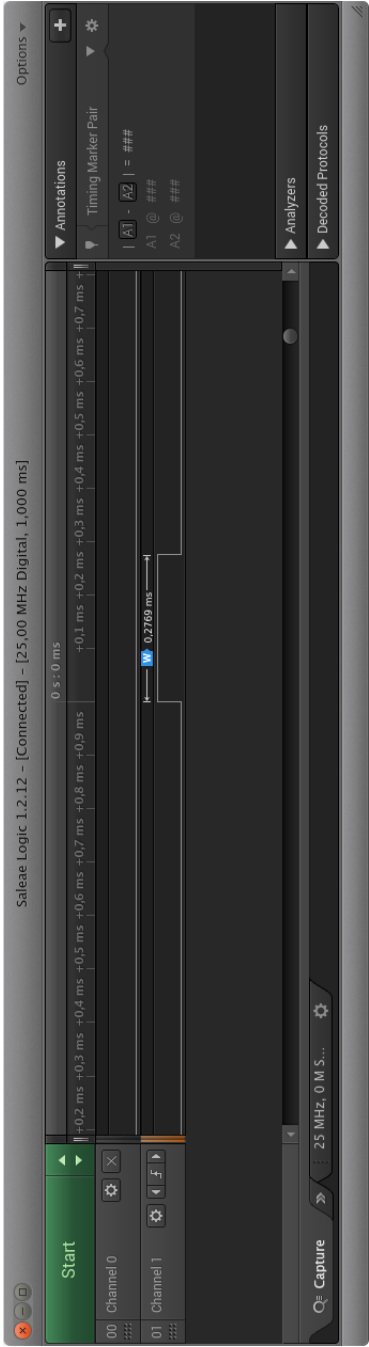 Saleae Logic 1.2.12 - [Connected] - [25,00 MHz Digital, 1,000 ms]
Options
Start
0 s : 0 ms
+0,2 ms +0,3 ms +0,4 ms +0,5 ms +0,6 ms +0,7 ms +0,8 ms +0,9 ms +0,1 ms +0,2 ms +0,3 ms +0,4 ms +0,5 ms +0,6 ms +0,7 ms
00 Channel 0
01 Channel 1
W 0,2769 ms
Annotations
Timing Marker Pair
| A1 - A2 | = ###
A1 @ ###
A2 @ ###
Analyzers
Decoded Protocols
Capture
25 MHz, 0 M S...